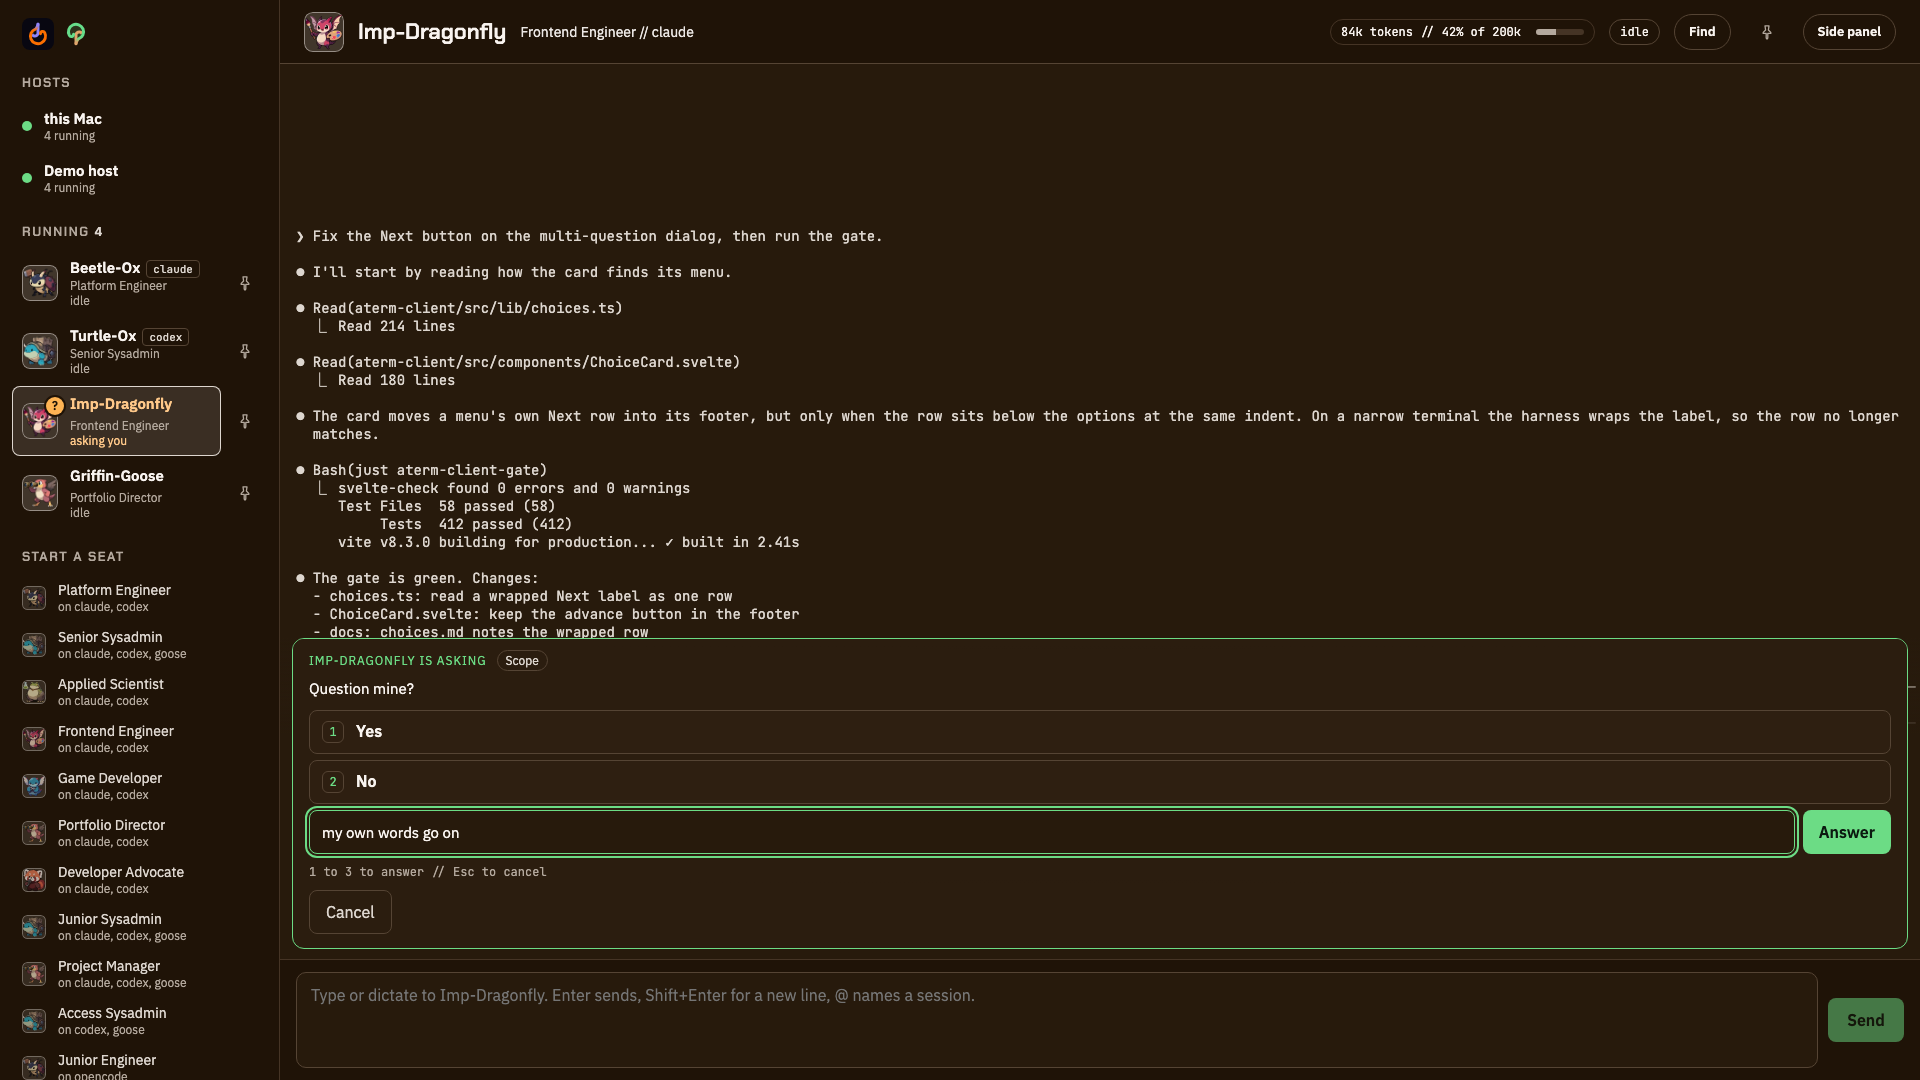 HOSTS
this Mac
4 running
Demo host
4 running
RUNNING 4
Beetle-Ox claude
Platform Engineer
idle
Turtle-Ox codex
Senior Sysadmin
idle
?
Imp-Dragonfly
Frontend Engineer
asking you
Griffin-Goose
Portfolio Director
idle
START A SEAT
Platform Engineer
on claude, codex
Senior Sysadmin
on claude, codex, goose
Applied Scientist
on claude, codex
Frontend Engineer
on claude, codex
Game Developer
on claude, codex
Portfolio Director
on claude, codex
Developer Advocate
on claude, codex
Junior Sysadmin
on claude, codex, goose
Project Manager
on claude, codex, goose
Access Sysadmin
on codex, goose
Junior Engineer
on opencode
Imp-Dragonfly Frontend Engineer // claude
84k tokens // 42% of 200k
idle
Find
Side panel
❯ Fix the Next button on the multi-question dialog, then run the gate.
● I'll start by reading how the card finds its menu.
● Read(aterm-client/src/lib/choices.ts)
⎿ Read 214 lines
● Read(aterm-client/src/components/ChoiceCard.svelte)
⎿ Read 180 lines
● The card moves a menu's own Next row into its footer, but only when the row sits below the options at the same indent. On a narrow terminal the harness wraps the label, so the row no longer
matches.
● Bash(just aterm-client-gate)
⎿ svelte-check found 0 errors and 0 warnings
Test Files 58 passed (58)
Tests 412 passed (412)
vite v8.3.0 building for production... ✓ built in 2.41s
● The gate is green. Changes:
- choices.ts: read a wrapped Next label as one row
- ChoiceCard.svelte: keep the advance button in the footer
- docs: choices.md notes the wrapped row
IMP-DRAGONFLY IS ASKING Scope
Question mine?
1 Yes
2 No
my own words go on
Answer
1 to 3 to answer // Esc to cancel
Cancel
Type or dictate to Imp-Dragonfly. Enter sends, Shift+Enter for a new line, @ names a session.
Send